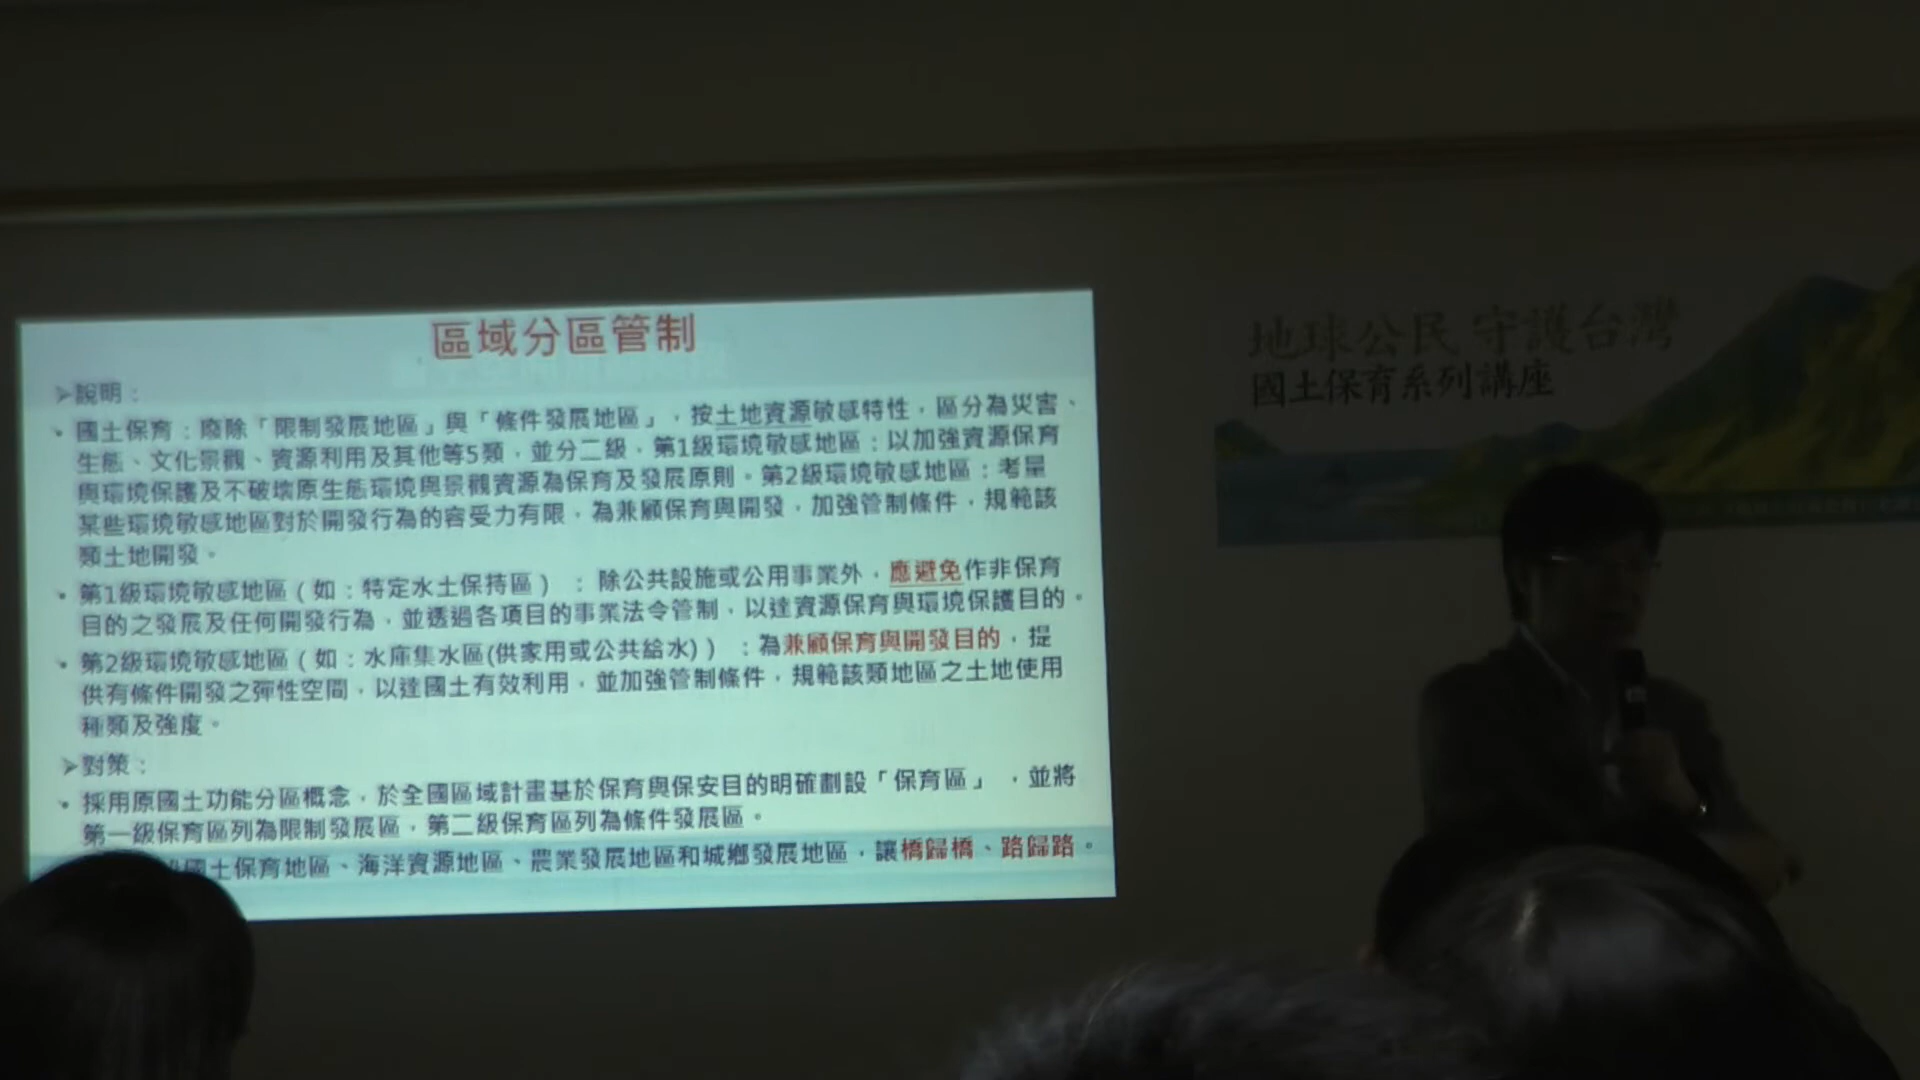 區域分區管制
➢說明：
• 國土保育：廢除「限制發展地區」與「條件發展地區」，按土地資源敏感特性，區分為災害、
生態、文化景觀、資源利用及其他等5類，並分二級，第1級環境敏感地區：以加強資源保育
與環境保護及不破壞原生態環境與景觀資源為保育及發展原則。第2級環境敏感地區：考量
某些環境敏感地區對於開發行為的容受力有限，為兼顧保育與開發，加強管制條件，規範該
類土地開發。
• 第1級環境敏感地區（如：特定水土保持區）：除公共設施或公用事業外，應避免作非保育
目的之發展及任何開發行為，並透過各項目的事業法令管制，以達資源保育與環境保護目的。
• 第2級環境敏感地區（如：水庫集水區(供家用或公共給水)）：為兼顧保育與開發目的，提
供有條件開發之彈性空間，以達國土有效利用，並加強管制條件，規範該類地區之土地使用
種類及強度。
➢對策：
• 採用原國土功能分區概念，於全國區域計畫基於保育與保安目的明確劃設「保育區」，並將
第一級保育區列為限制發展區，第二級保育區列為條件發展區。
國土保育地區、海洋資源地區、農業發展地區和城鄉發展地區，讓橋歸橋、路歸路。
地球公民 守護台灣
國土保育系列講座